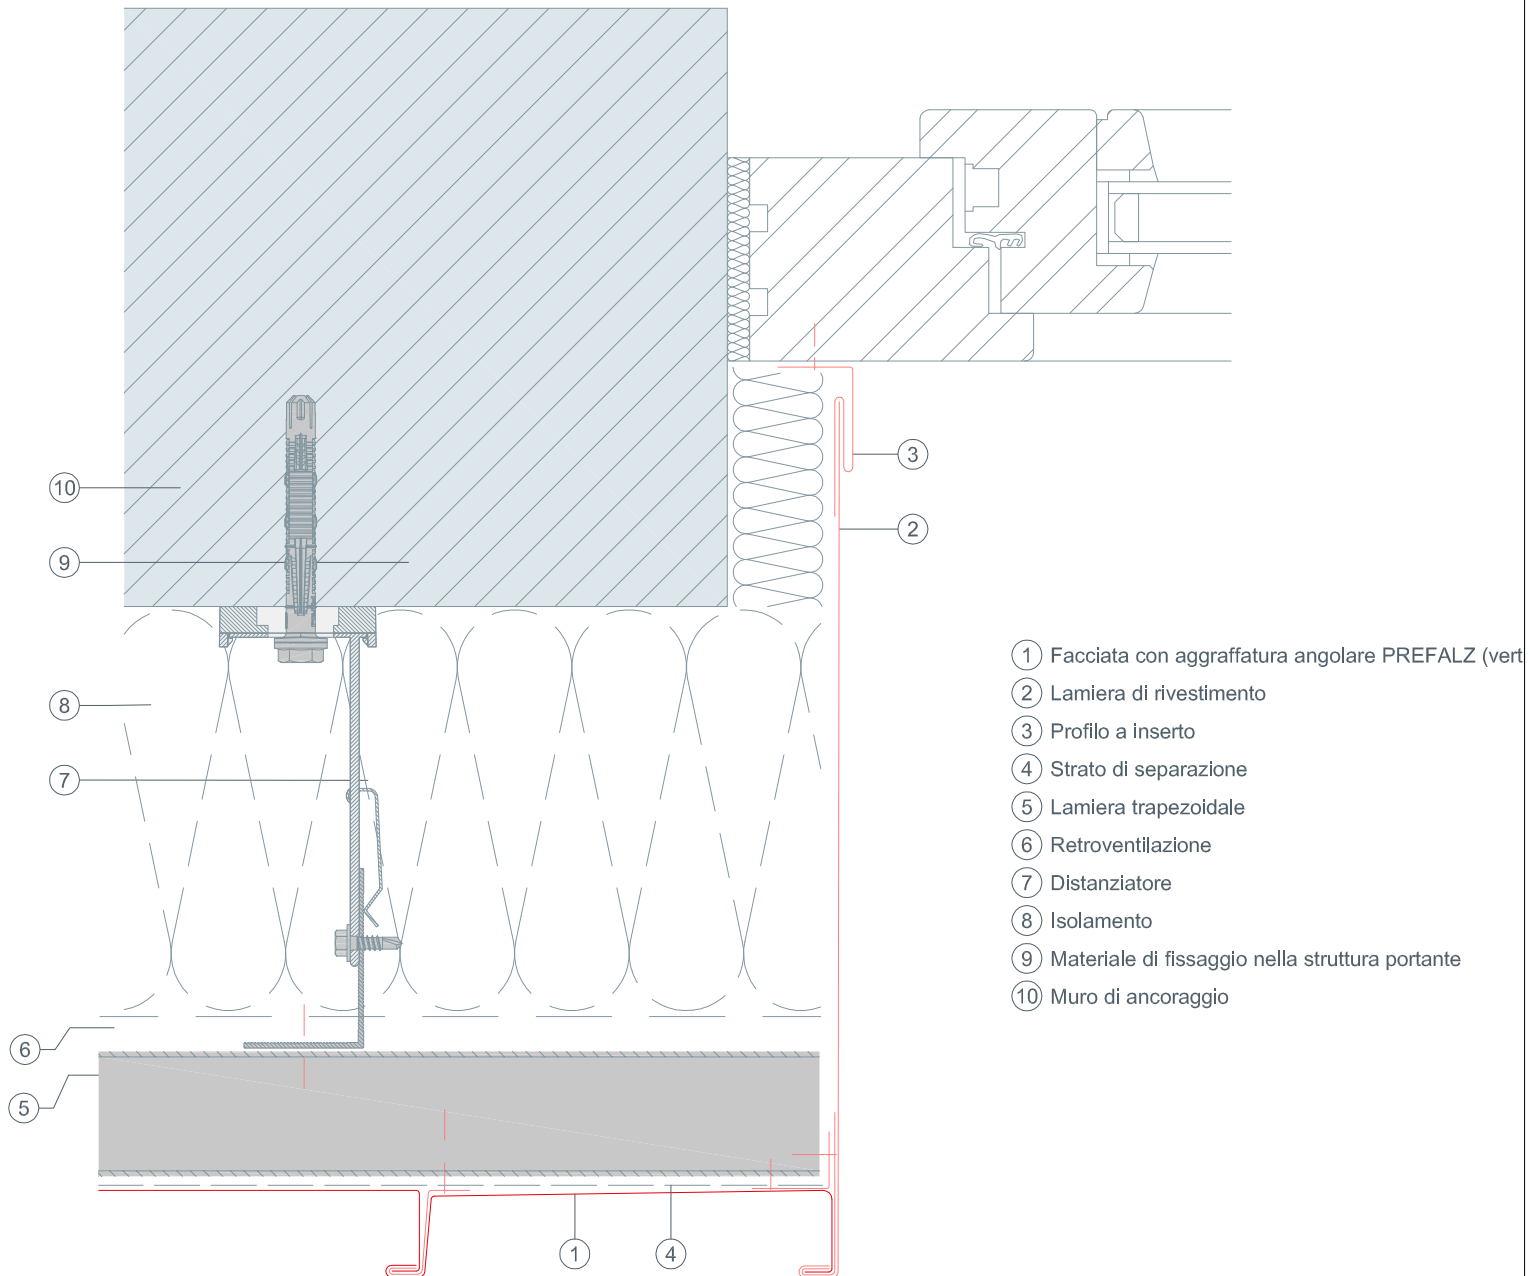 10
9
8
7
6
5
3
2
1
4
1 Facciata con aggraffatura angolare PREFALZ (vert
2 Lamiera di rivestimento
3 Profilo a inserto
4 Strato di separazione
5 Lamiera trapezoidale
6 Retroventilazione
7 Distanziatore
8 Isolamento
9 Materiale di fissaggio nella struttura portante
10 Muro di ancoraggio